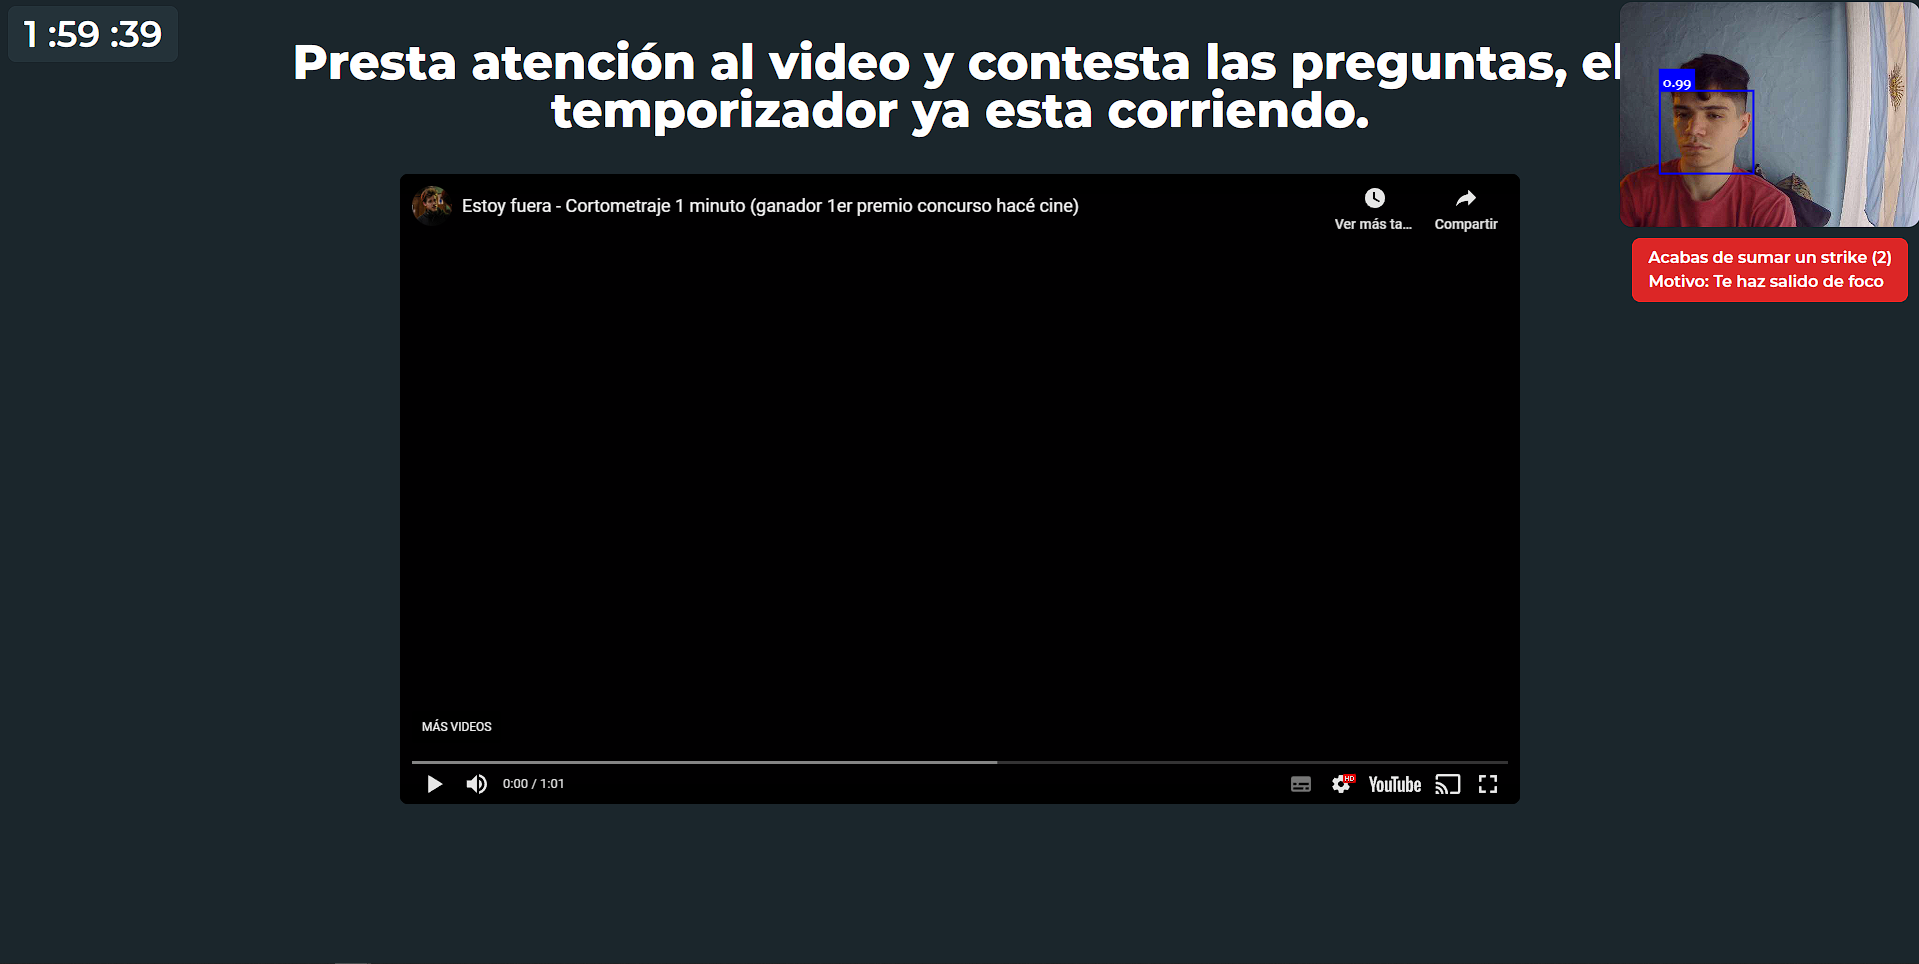 1 :59 :39
Presta atención al video y contesta las preguntas, el
temporizador ya esta corriendo.
0.99
Estoy fuera - Cortometraje 1 minuto (ganador 1er premio concurso hacé cine)
Ver más ta...
Compartir
Acabas de sumar un strike (2)
Motivo: Te haz salido de foco
MÁS VIDEOS
0:00 / 1:01
HD
YouTube